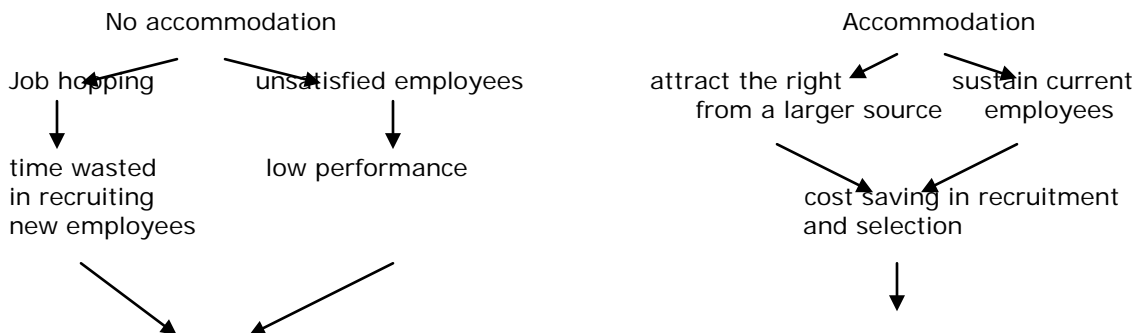 No accommodation
Job hopping
unsatisfied employees
time wasted
in recruiting
new employees
low performance
Accommodation
attract the right
from a larger source
sustain current
employees
cost saving in recruitment
and selection